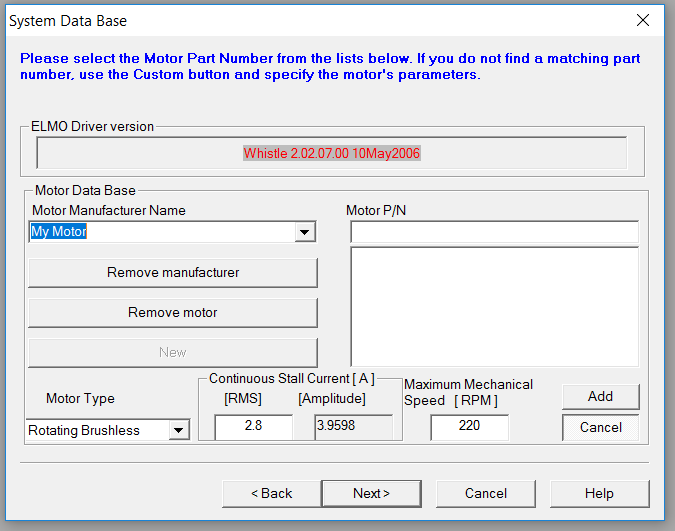 System Data Base
Please select the Motor Part Number from the lists below. If you do not find a matching part
number, use the Custom button and specify the motor's parameters.
ELMO Driver version
Whistle 2.02.07.00 10May2006
Motor Data Base
Motor Manufacturer Name
Motor P/N
My Motor
Remove manufacturer
Remove motor
New
Motor Type
Rotating Brushless
Continuous Stall Current [ A ]
[RMS]
[Amplitude]
2.8
3.9598
Maximum Mechanical
Speed [ RPM ]
220
Add
Cancel
< Back
Next >
Cancel
Help